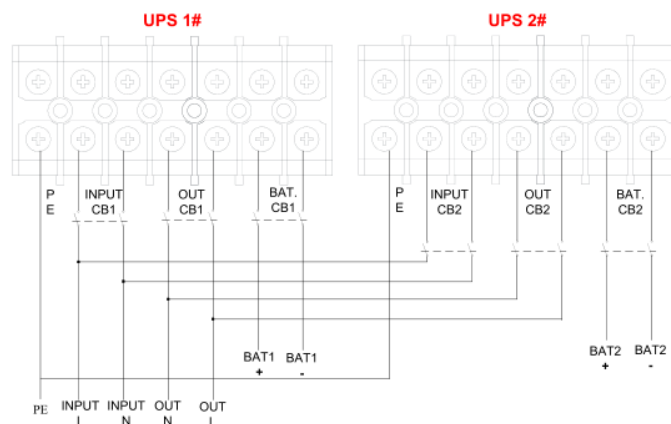 UPS 1#
UPS 2#
P
E
INPUT
CB1
OUT
CB1
BAT.
CB1
P
E
INPUT
CB2
OUT
CB2
BAT.
CB2
BAT1
+
BAT1
-
BAT2
+
BAT2
-
PE
INPUT
INPUT
N
OUT
N
OUT